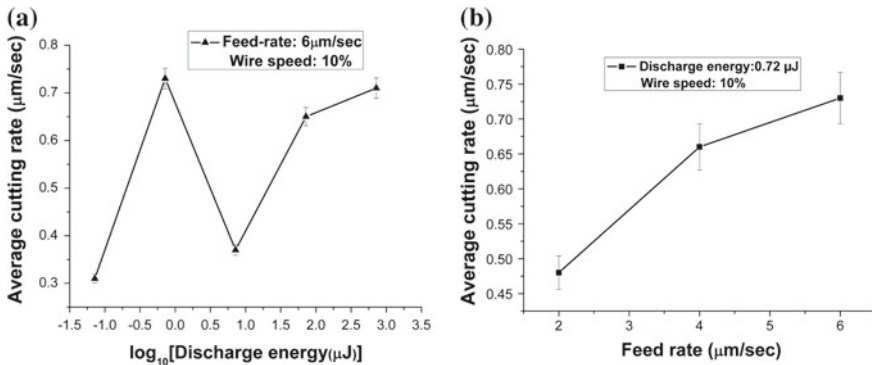 (a)
Feed-rate: 6μm/sec
Wire speed: 10%
Average cutting rate (μm/sec)
0.8
0.7
0.6
0.5
0.4
0.3
-1.5 -1.0 -0.5 0.0 0.5 1.0 1.5 2.0 2.5 3.0 3.5
log10[Discharge energy(μJ)]
(b)
Discharge energy:0.72 μJ
Wire speed: 10%
Average cutting rate (μm/sec)
0.80
0.75
0.70
0.65
0.60
0.55
0.50
0.45
2 3 4 5 6
Feed rate (μm/sec)